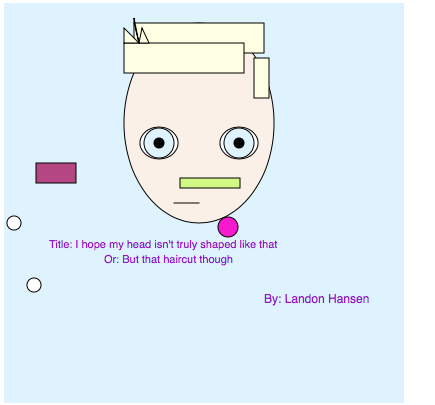 Title: I hope my head isn't truly shaped like that
Or: But that haircut though
By: Landon Hansen